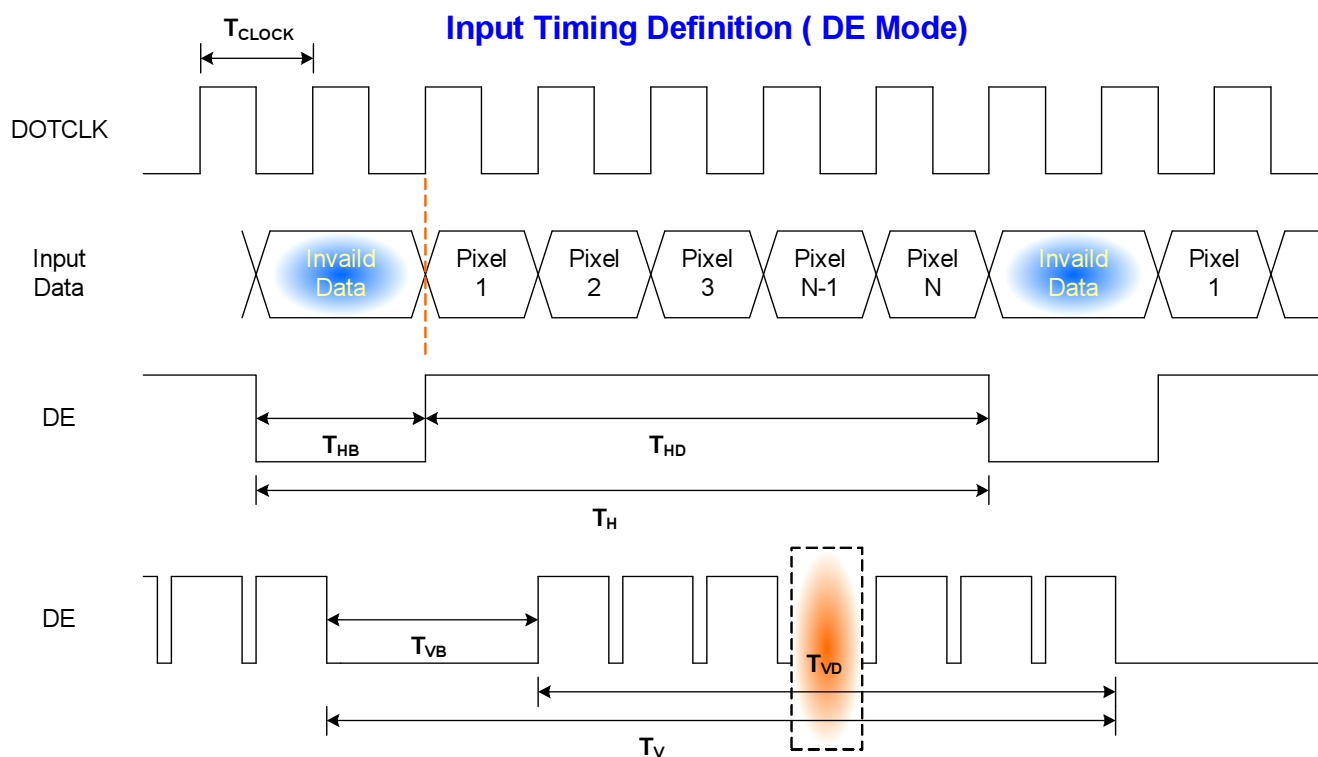 Input Timing Definition ( DE Mode)
TCLOCK
DOTCLK
Input
Data
Invaild
Data
Pixel
1
Pixel
2
Pixel
3
Pixel
N-1
Pixel
N
Invaild
Data
Pixel
1
DE
THB
THD
TH
DE
TVB
TVD
TV